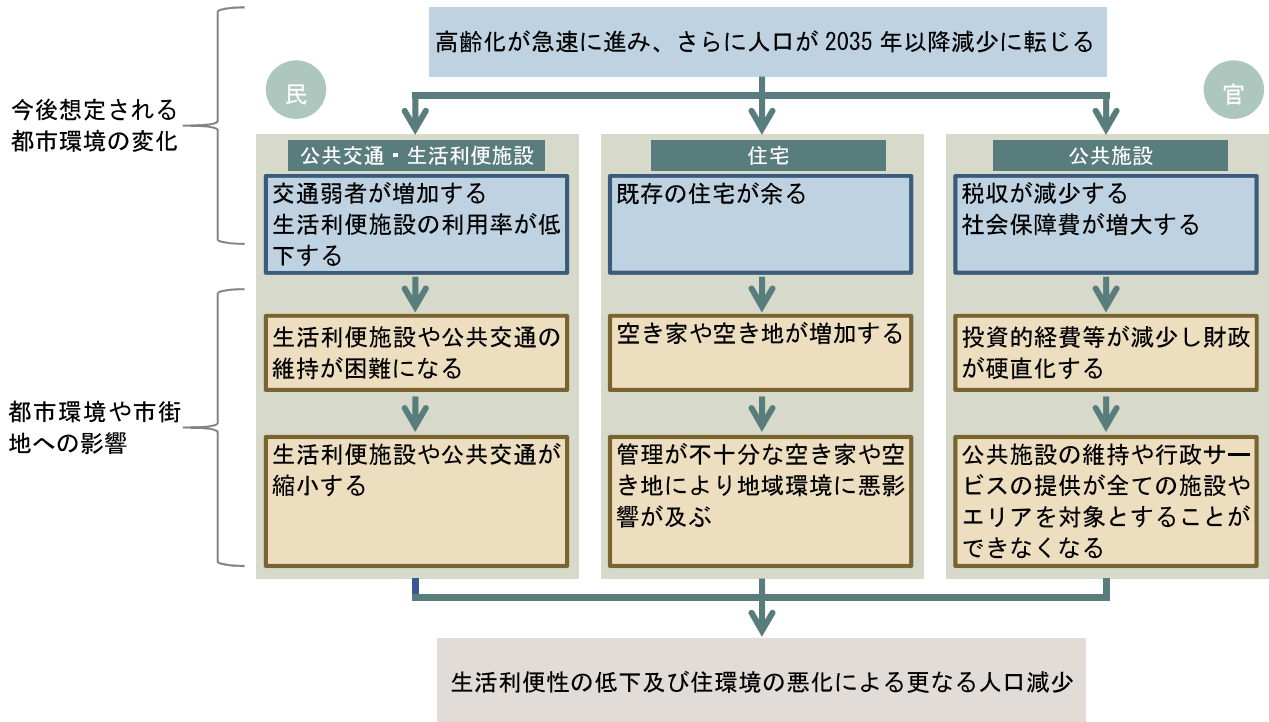 高齢化が急速に進み、さらに人口が 2035 年以降減少に転じる
民
官
今後想定される
都市環境の変化
公共交通・生活利便施設
交通弱者が増加する
生活利便施設の利用率が低
下する
住宅
既存の住宅が余る
公共施設
税収が減少する
社会保障費が増大する
都市環境や市街
地への影響
生活利便施設や公共交通の
維持が困難になる
空き家や空き地が増加する
投資的経費等が減少し財政
が硬直化する
生活利便施設や公共交通が
縮小する
管理が不十分な空き家や空
き地により地域環境に悪影
響が及ぶ
公共施設の維持や行政サー
ビスの提供が全ての施設や
エリアを対象とすることが
できなくなる
生活利便性の低下及び住環境の悪化による更なる人口減少